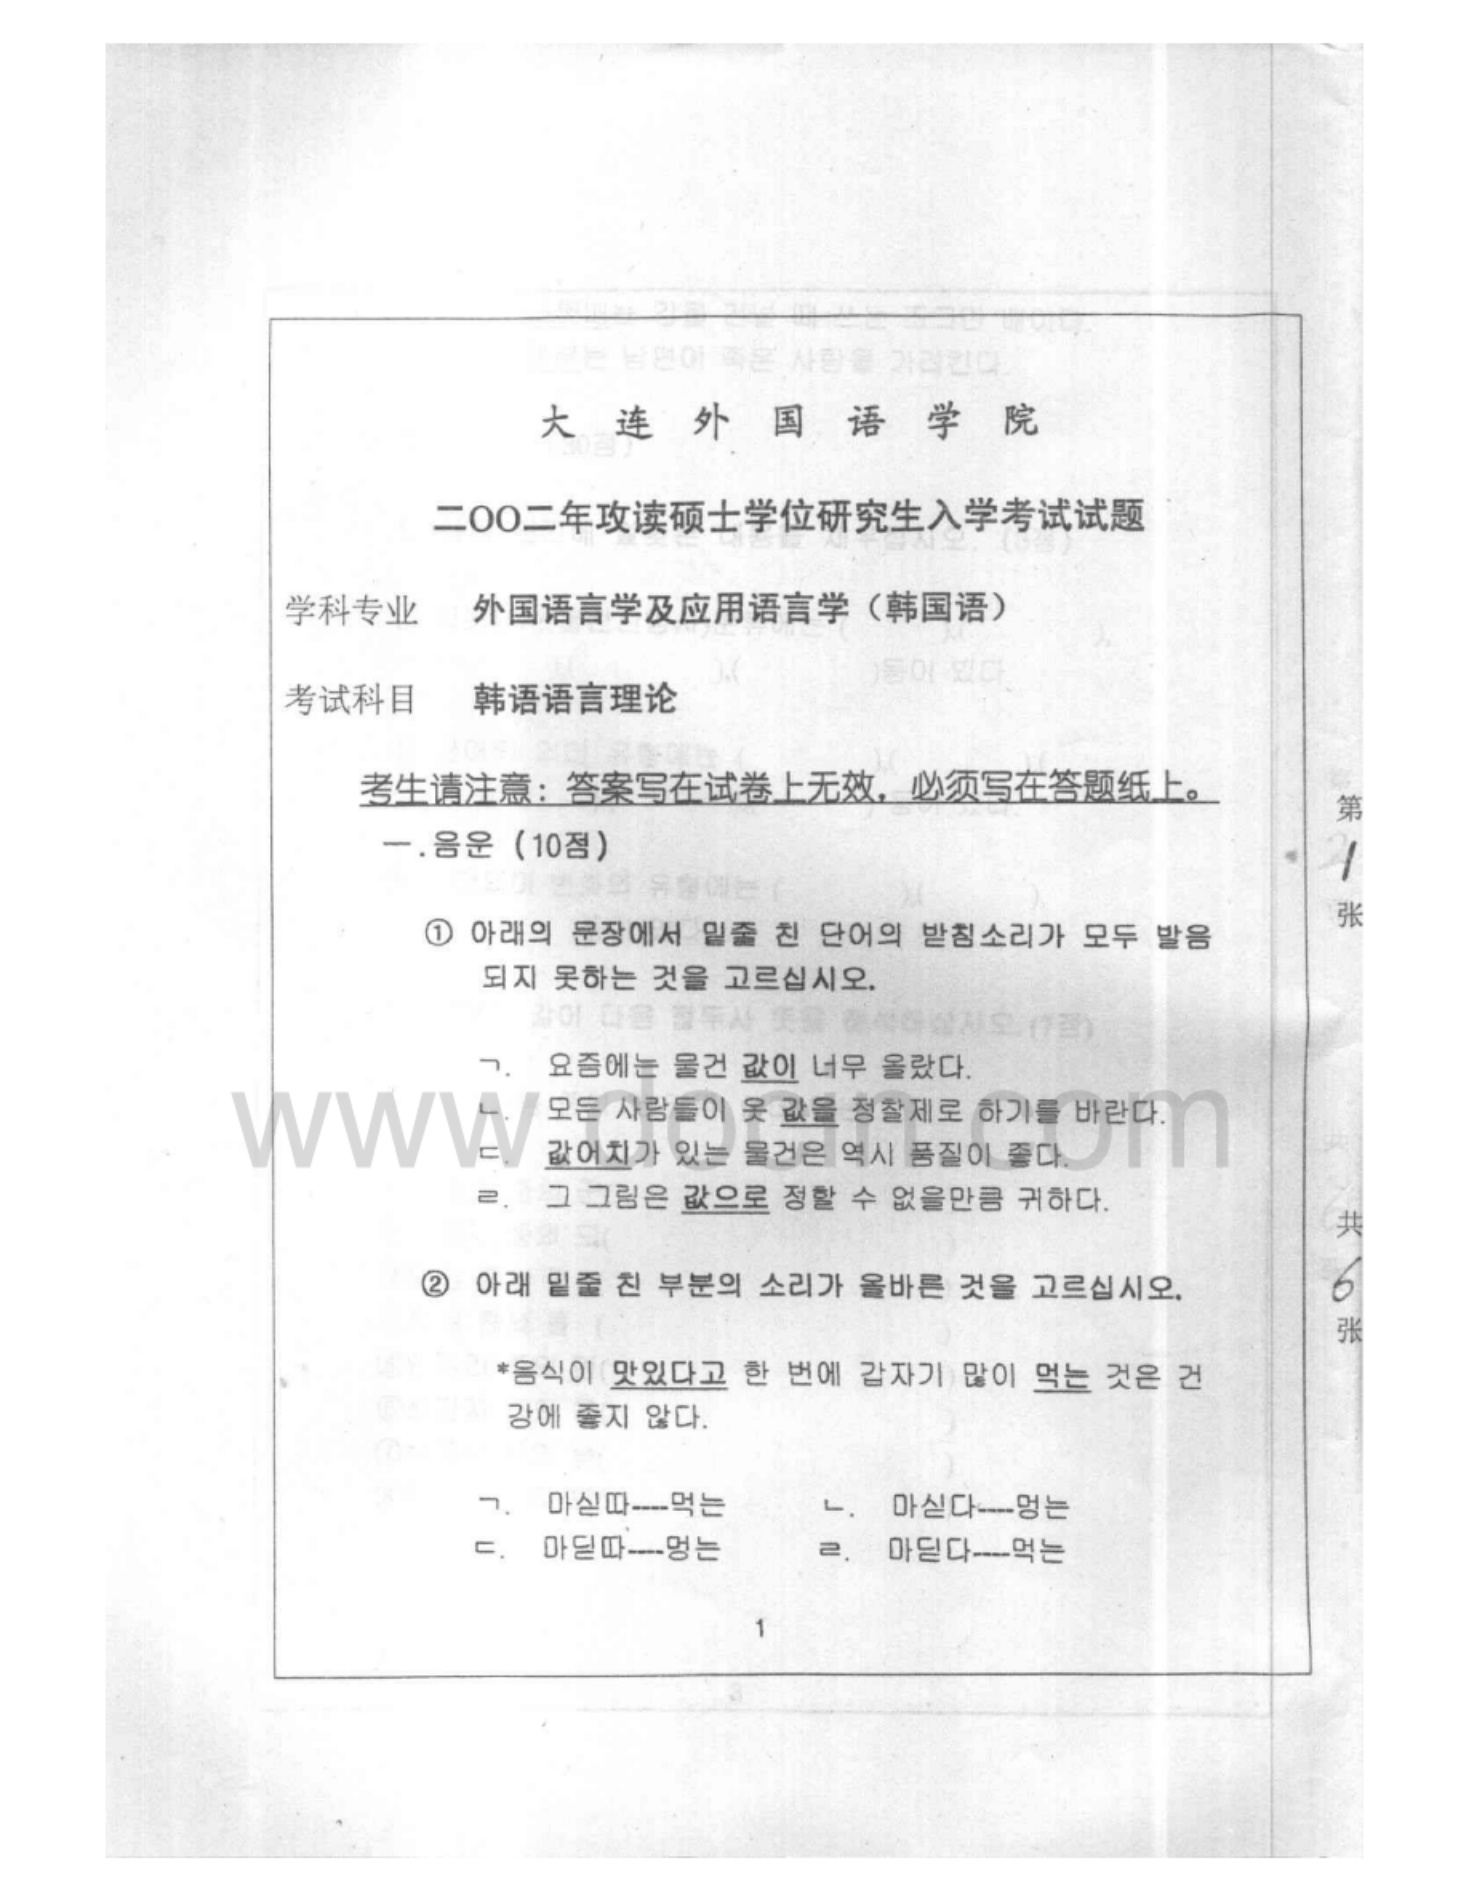 大连外国语学院
二OO二年攻读硕士学位研究生入学考试试题
学科专业 外国语言学及应用语言学（韩国语）
考试科目 韩语语言理论
考生请注意：答案写在试卷上无效，必须写在答题纸上。
一.음운 (10점)
① 아래의 문장에서 밑줄 친 단어의 받침소리가 모두 발음
되지 못하는 것을 고르십시오.
ㄱ. 요즘에는 물건 값이 너무 올랐다.
ㄴ. 모든 사람들이 옷 값을 정찰제로 하기를 바란다.
ㄷ. 값어치가 있는 물건은 역시 품질이 좋다.
ㄹ. 그 그림은 값으로 정할 수 없을만큼 귀하다.
② 아래 밑줄 친 부분의 소리가 올바른 것을 고르십시오.
*음식이 맛있다고 한 번에 갑자기 많이 먹는 것은 건
강에 좋지 않다.
ㄱ. 마싣따----먹는 ㄴ. 마싣다----멍는
ㄷ. 마딛따----멍는 ㄹ. 마딛다----먹는
1
第
1
张
共
6
张
www.docin.com